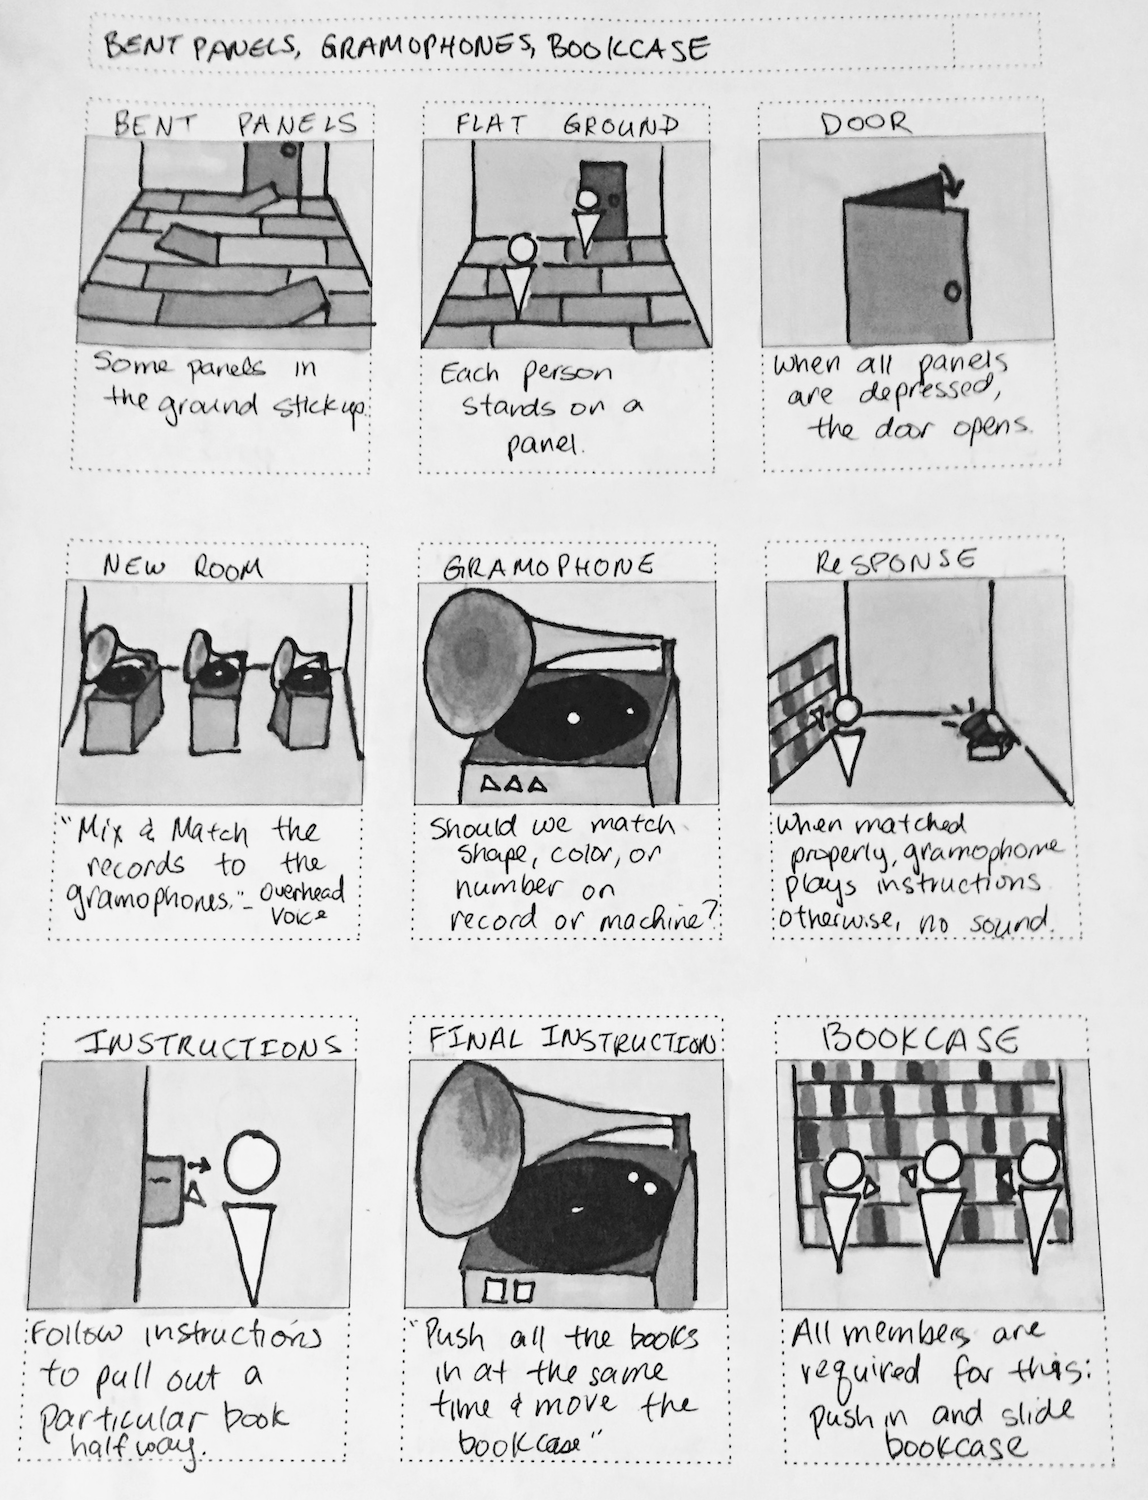 BENT PANELS, GRAMOPHONES, BOOKCASE
BENT PANELS
Some panels in
the ground stick up.
FLAT GROUND
Each person
stands on a
panel.
DOOR
When all panels
are depressed,
the door opens.
NEW ROOM
"Mix & Match the
records to the
gramophones." - overhead
voice
GRAMOPHONE
Should we match
shape, color, or
number on
record or machine?
ReSPONSE
When matched
properly, gramophone
plays instructions
otherwise, no sound.
INSTRUCTIONS
Follow instructions
to pull out a
particular book
halfway.
FINAL INSTRUCTION
"Push all the books
in at the same
time & move the
bookcase"
BOOKCASE
All members are
required for this:
push in and slide
bookcase